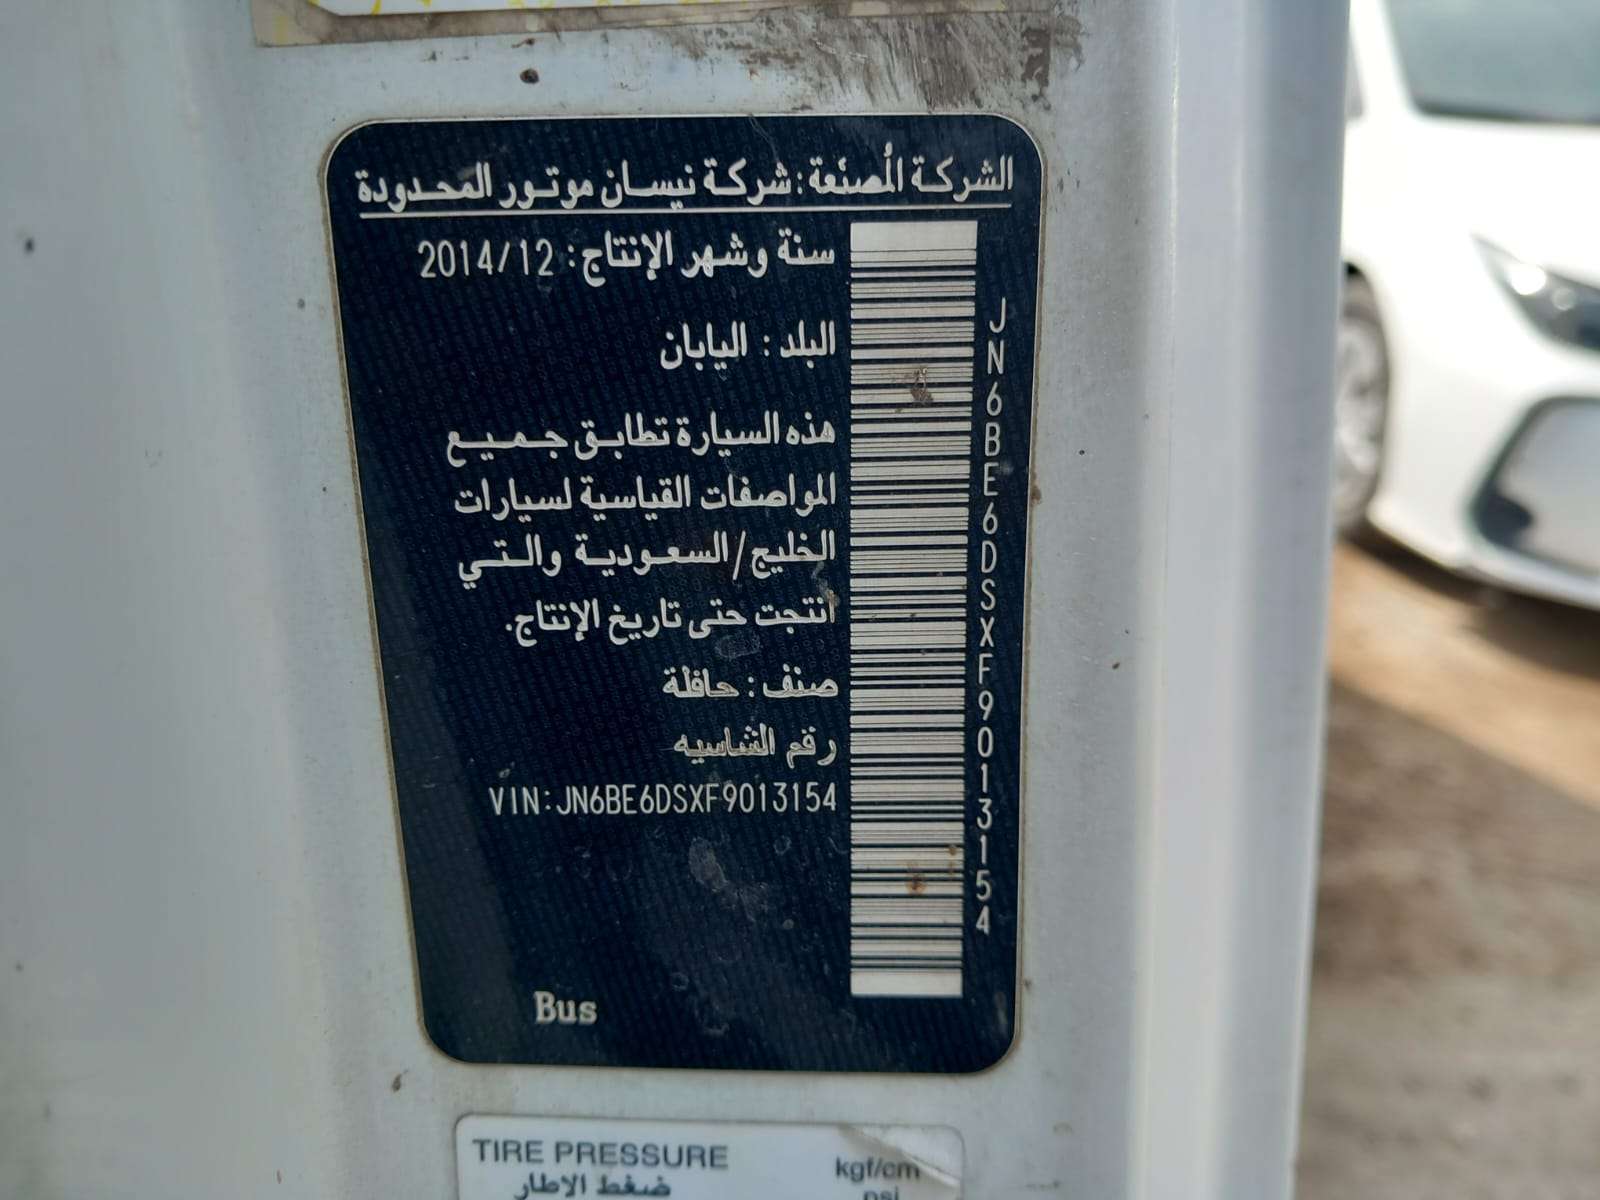 الشركة المُصنّعة: شركة نيسان موتور المحدودة
سنة وشهر الإنتاج: 2014/12
البلد: اليابان
هذه السيارة تطابق جميع
المواصفات القياسية لسيارات
الخليج/السعودية والتي
أنتجت حتى تاريخ الإنتاج.
صنف: حافلة
رقم الشاسيه
VIN:JN6BE6DSXF9013154
JN6BE6DSXF9013154
Bus
TIRE PRESSURE
ضغط الاطار
kgf/cm
psi